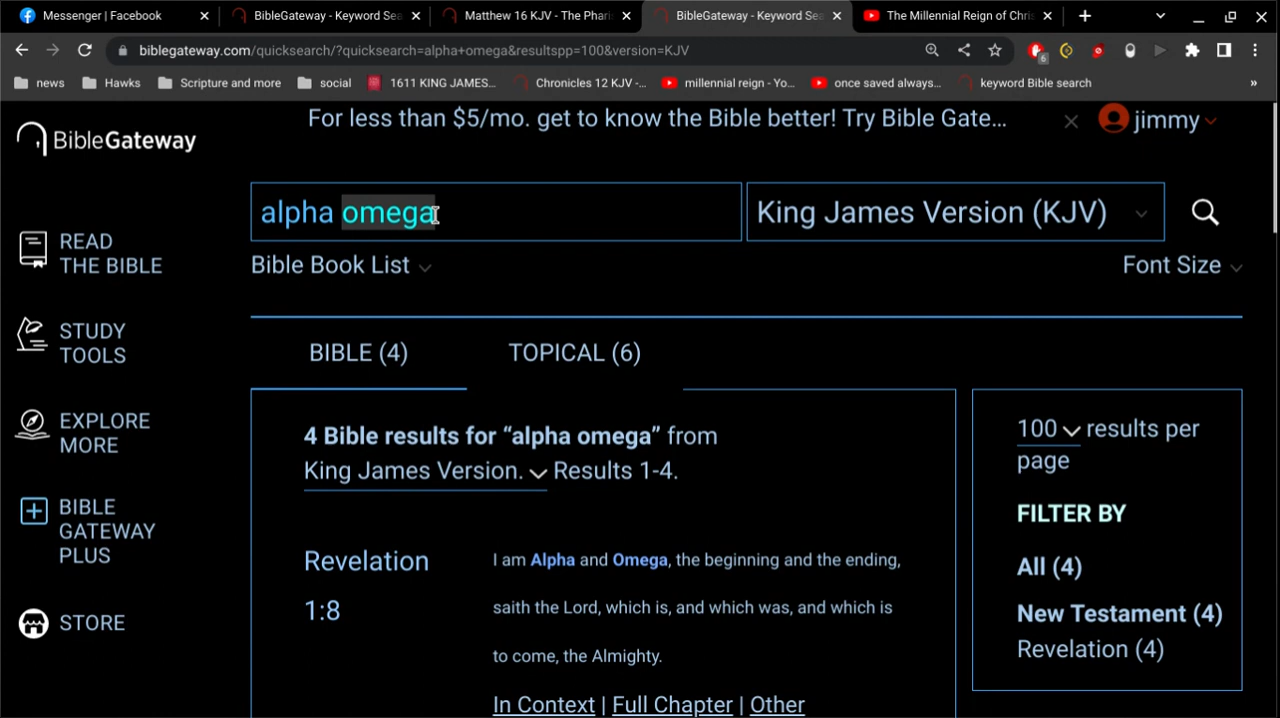 Messenger | Facebook
BibleGateway - Keyword Sea
Matthew 16 KJV - The Phari
BibleGateway - Keyword Sea
The Millennial Reign of Chris
biblegateway.com/quicksearch/?quicksearch=alpha+omega&resultspp=100&version=KJV
6
news
Hawks
Scripture and more
social
1611 KING JAMES...
Chronicles 12 KJV -...
millennial reign - Yo...
once saved always...
keyword Bible search
»
For less than $5/mo. get to know the Bible better! Try Bible Gate...
jimmy
BibleGateway
alpha omega
King James Version (KJV)
Bible Book List
Font Size
READ
THE BIBLE
STUDY
TOOLS
EXPLORE
MORE
BIBLE
GATEWAY
PLUS
STORE
BIBLE (4)
TOPICAL (6)
4 Bible results for “alpha omega” from
King James Version. Results 1-4.
Revelation
1:8
I am Alpha and Omega, the beginning and the ending,
saith the Lord, which is, and which was, and which is
to come, the Almighty.
In Context | Full Chapter | Other
100 results per
page
FILTER BY
All (4)
New Testament (4)
Revelation (4)